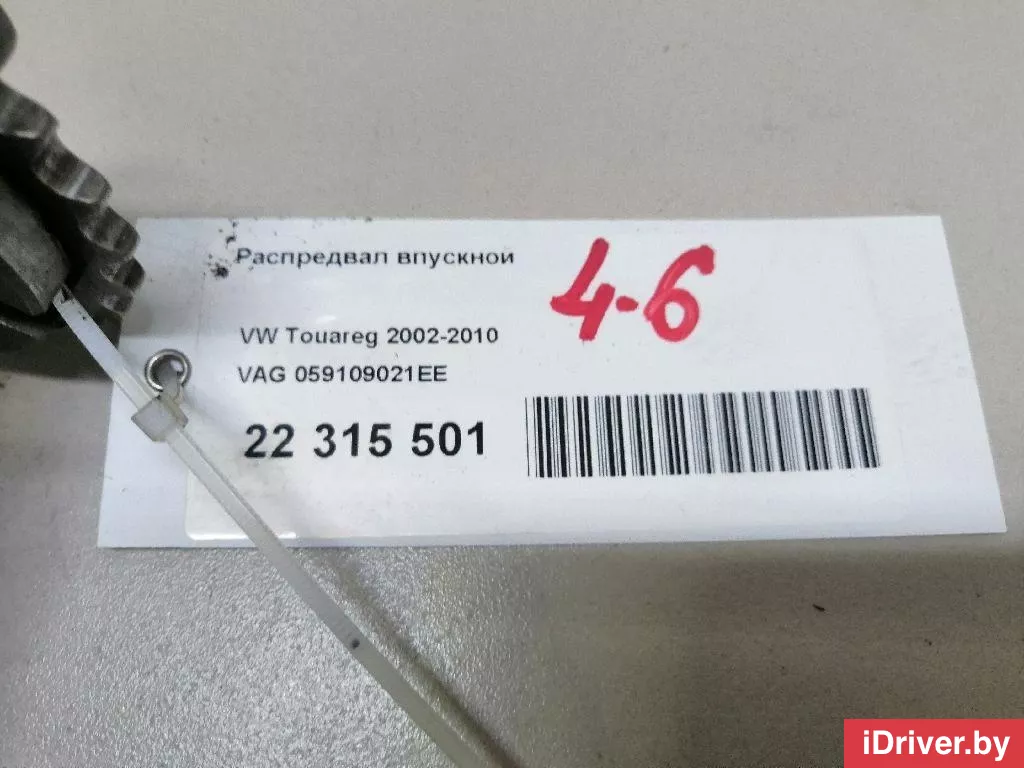 Распредвал впускной
4-6
VW Touareg 2002-2010
VAG 059109021EE
22 315 501
iDriver.by